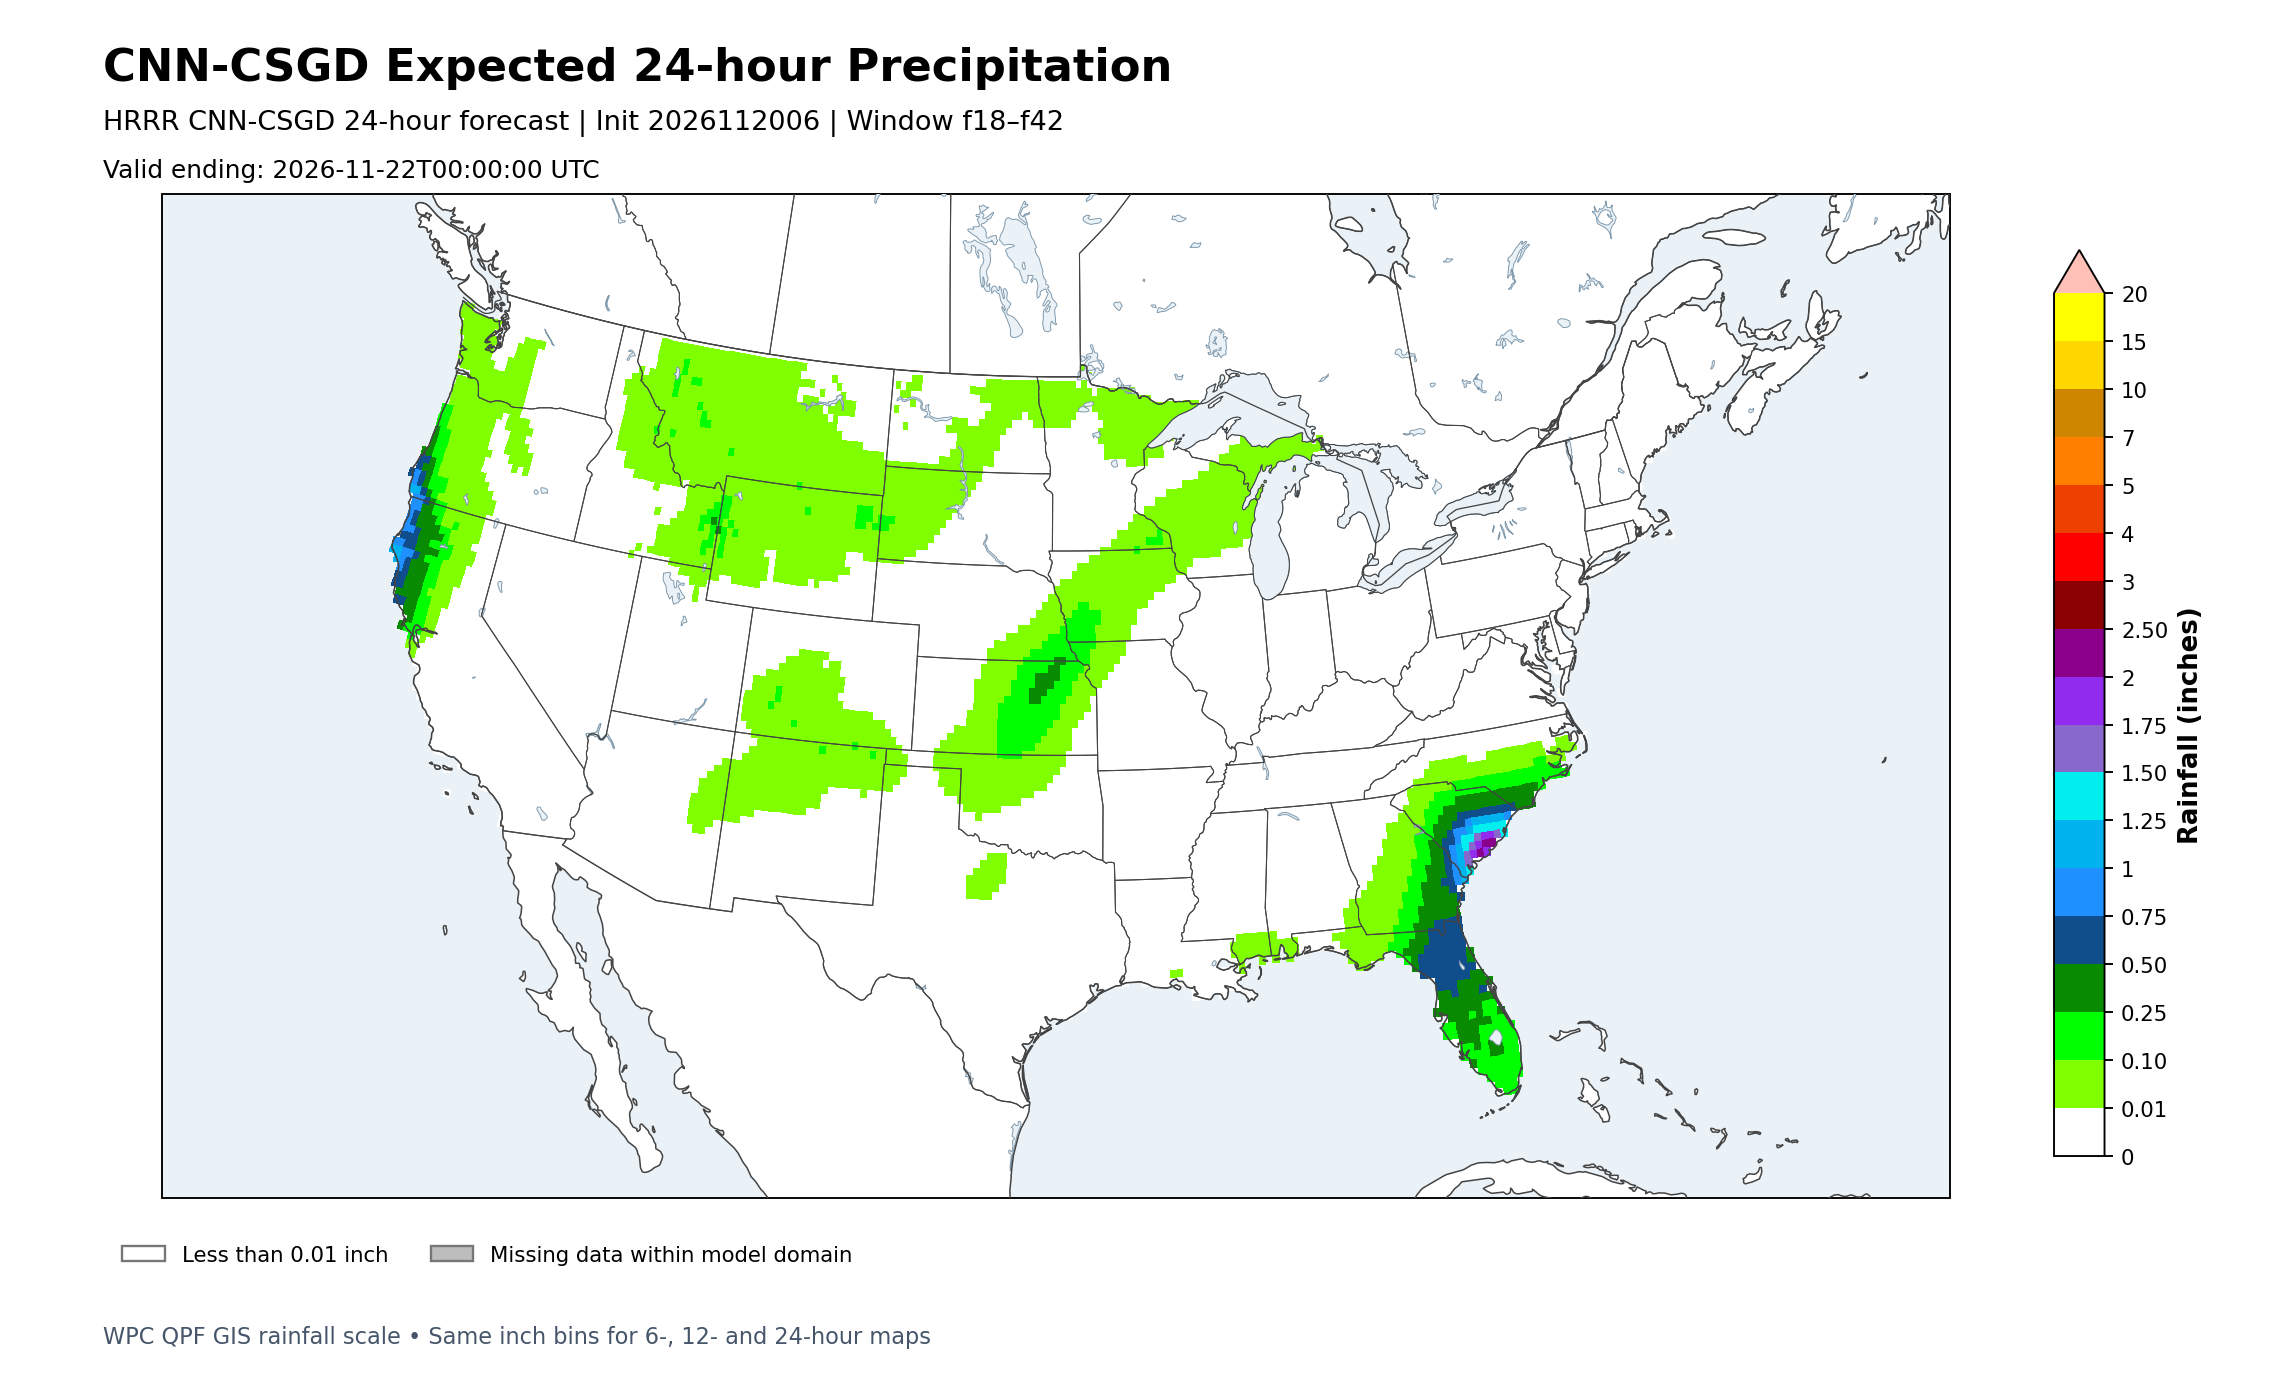 CNN-CSGD Expected 24-hour Precipitation
HRRR CNN-CSGD 24-hour forecast | Init 2026112006 | Window f18–f42
Valid ending: 2026-11-22T00:00:00 UTC
20
15
10
7
5
4
3
2.50
2
1.75
1.50
1.25
1
0.75
0.50
0.25
0.10
0.01
0
Rainfall (inches)
Less than 0.01 inch
Missing data within model domain
WPC QPF GIS rainfall scale • Same inch bins for 6-, 12- and 24-hour maps